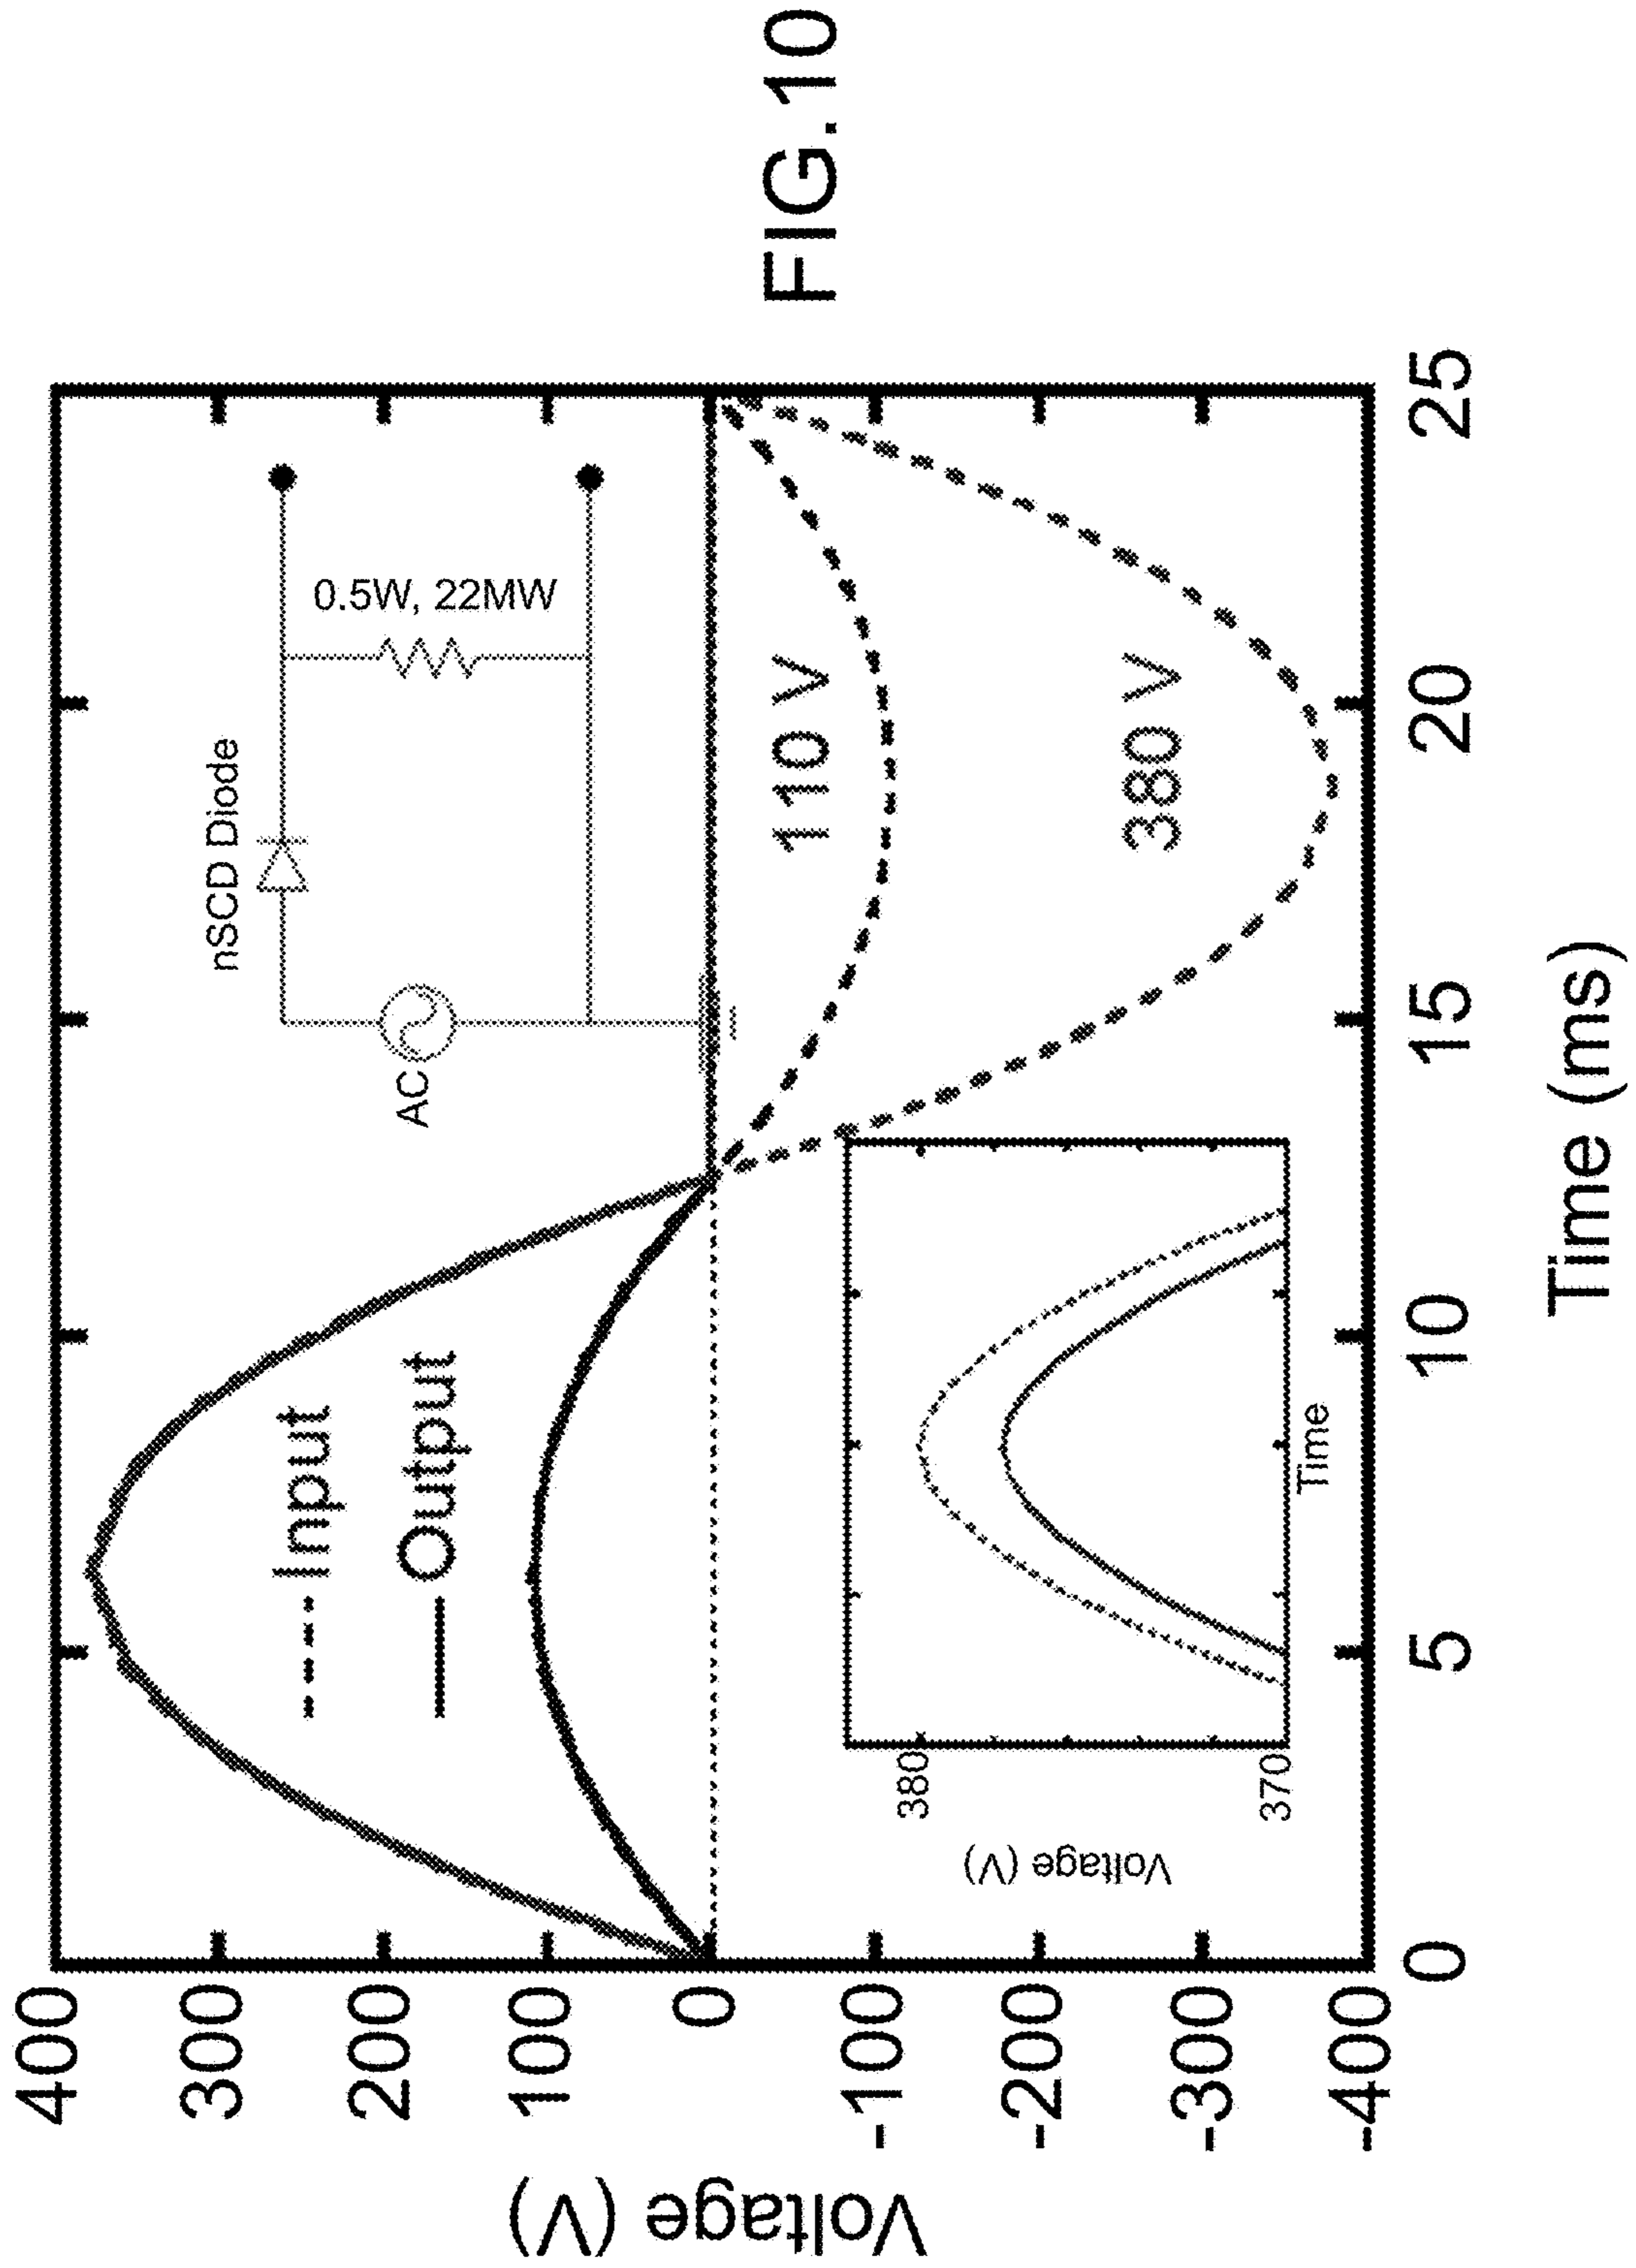 400
300
200
100
0
-100
-200
-300
-400
Voltage (V)
0
5
10
15
20
25
Time (ms)
Input
Output
nSCD Diode
AC
0.5W, 22MW
110 V
380 V
380
370
Voltage (V)
Time
FIG.10